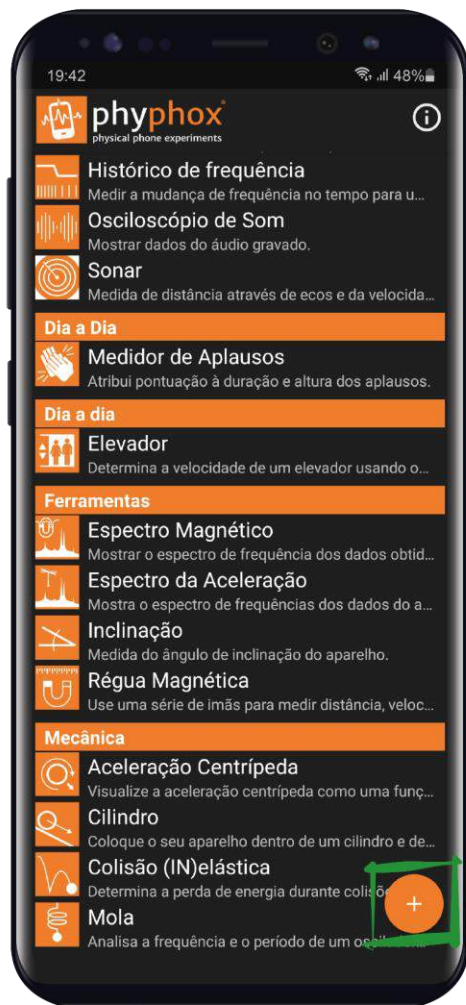 19:42
48%
phyphox
physical phone experiments
Histórico de frequência
Medir a mudança de frequência no tempo para u...
Osciloscópio de Som
Mostrar dados do áudio gravado.
Sonar
Medida de distância através de ecos e da velocida...
Dia a Dia
Medidor de Aplausos
Atribui pontuação à duração e altura dos aplausos.
Dia a dia
Elevador
Determina a velocidade de um elevador usando o...
Ferramentas
Espectro Magnético
Mostrar o espectro de frequência dos dados obtid...
Espectro da Aceleração
Mostra o espectro de frequências dos dados do a...
Inclinação
Medida do ângulo de inclinação do aparelho.
Régua Magnética
Use uma série de imãs para medir distância, veloc...
Mecânica
Aceleração Centrípeda
Visualize a aceleração centrípeda como uma funç...
Cilindro
Coloque o seu aparelho dentro de um cilindro e de...
Colisão (IN)elástica
Determina a perda de energia durante
+
Mola
Analisa a frequência e o período de um